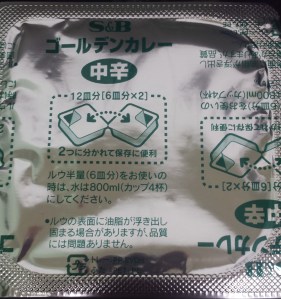 S&B
ゴールデンカレー
中辛
12皿分[6皿分×2]
2つに分かれて保存に便利
ルウ半量(6皿分)をお使いの
時は、水は800ml(カップ4杯)
にしてください。
●ルウの表面に油脂が浮き出し
固まる場合がありますが、品質
には問題ありません。